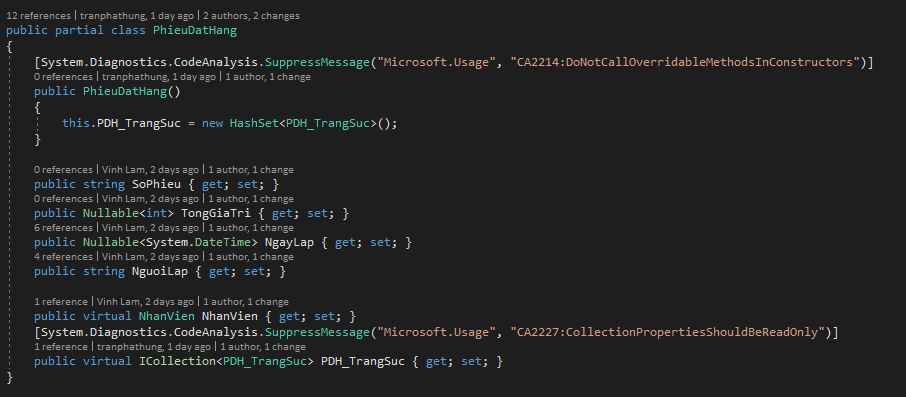 12 references | tranphathung, 1 day ago | 2 authors, 2 changes
public partial class PhieuDatHang
{
[System.Diagnostics.CodeAnalysis.SuppressMessage("Microsoft.Usage", "CA2214:DoNotCallOverridableMethodsInConstructors")]
0 references | tranphathung, 1 day ago | 1 author, 1 change
public PhieuDatHang()
{
this.PDH_TrangSuc = new HashSet<PDH_TrangSuc>();
}
0 references | Vinh Lam, 2 days ago | 1 author, 1 change
public string SoPhieu { get; set; }
0 references | Vinh Lam, 2 days ago | 1 author, 1 change
public Nullable<int> TongGiaTri { get; set; }
6 references | Vinh Lam, 2 days ago | 1 author, 1 change
public Nullable<System.DateTime> NgayLap { get; set; }
4 references | Vinh Lam, 2 days ago | 1 author, 1 change
public string NguoiLap { get; set; }
1 reference | Vinh Lam, 2 days ago | 1 author, 1 change
public virtual NhanVien NhanVien { get; set; }
[System.Diagnostics.CodeAnalysis.SuppressMessage("Microsoft.Usage", "CA2227:CollectionPropertiesShouldBeReadOnly")]
1 reference | tranphathung, 1 day ago | 1 author, 1 change
public virtual ICollection<PDH_TrangSuc> PDH_TrangSuc { get; set; }
}